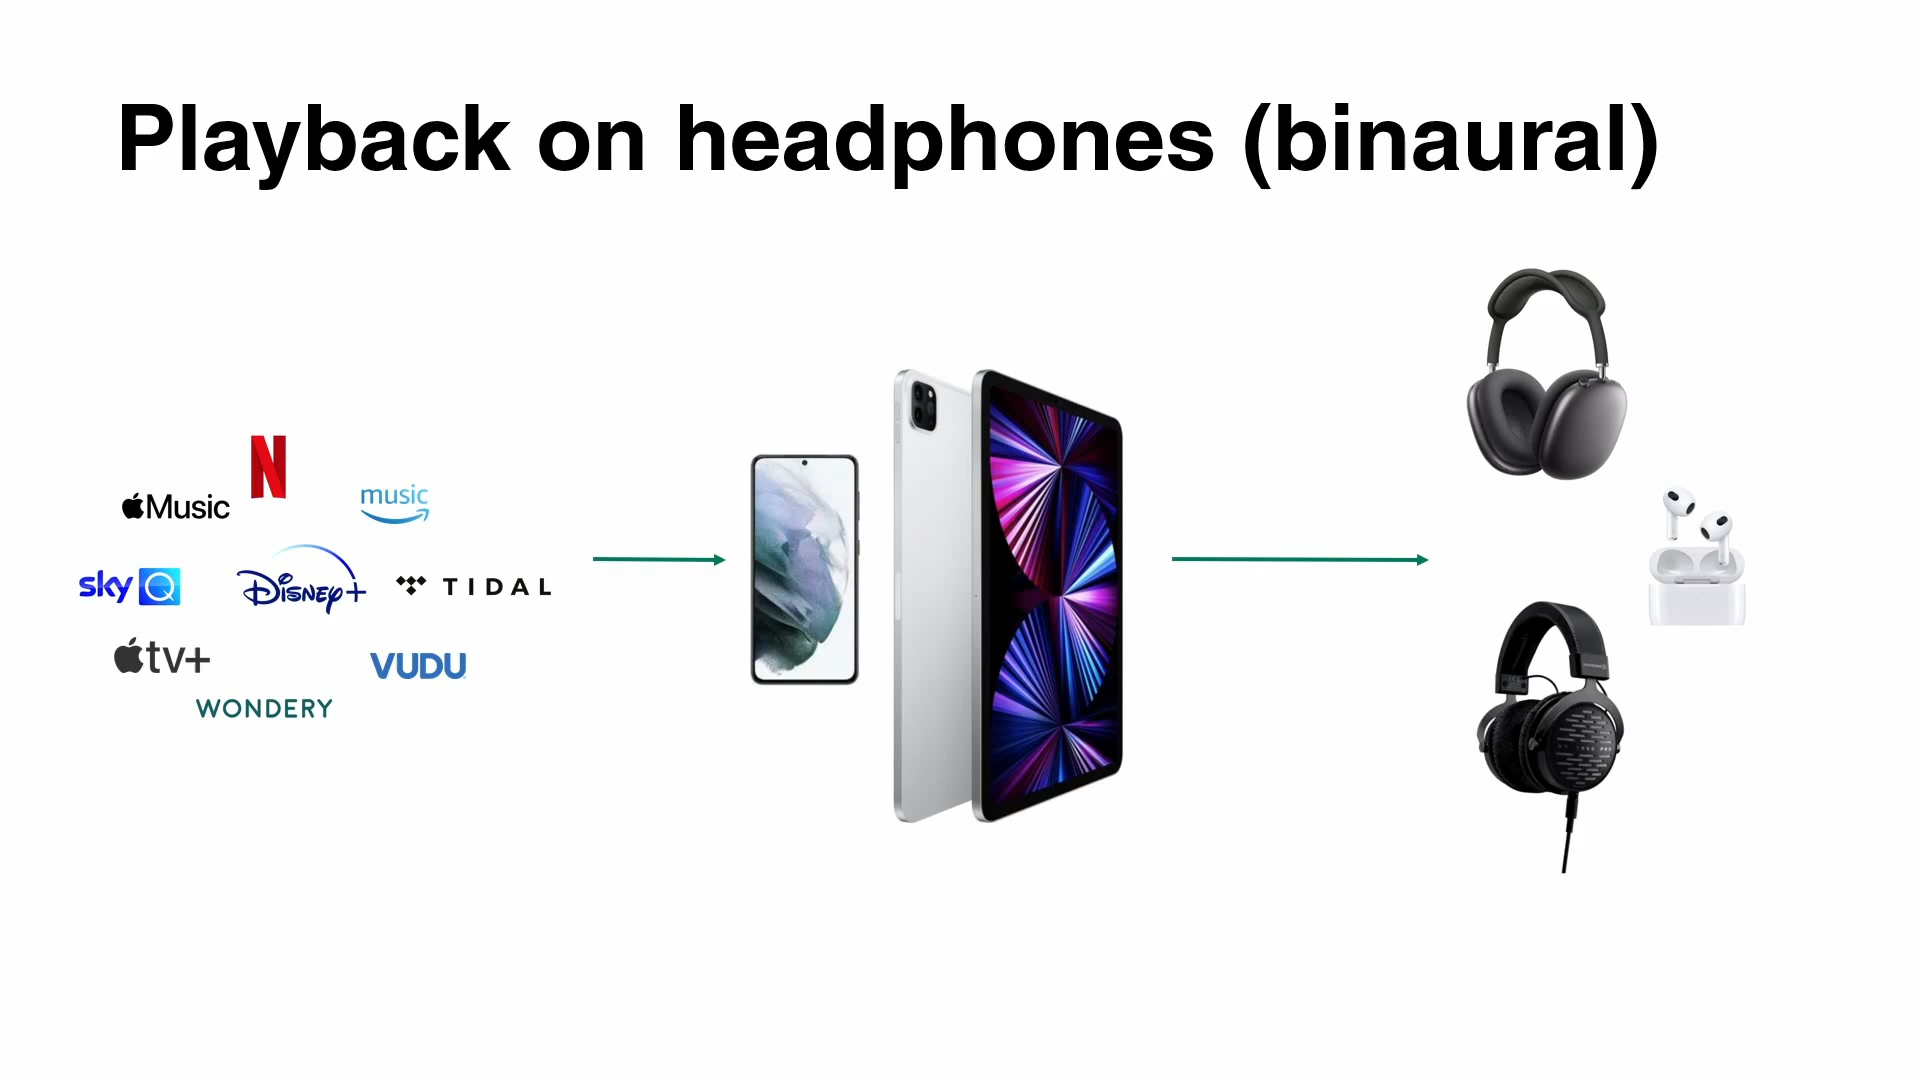 Playback on headphones (binaural)
N
Music
music
sky Q
Disney+
TIDAL
tv+
VUDU
WONDERY